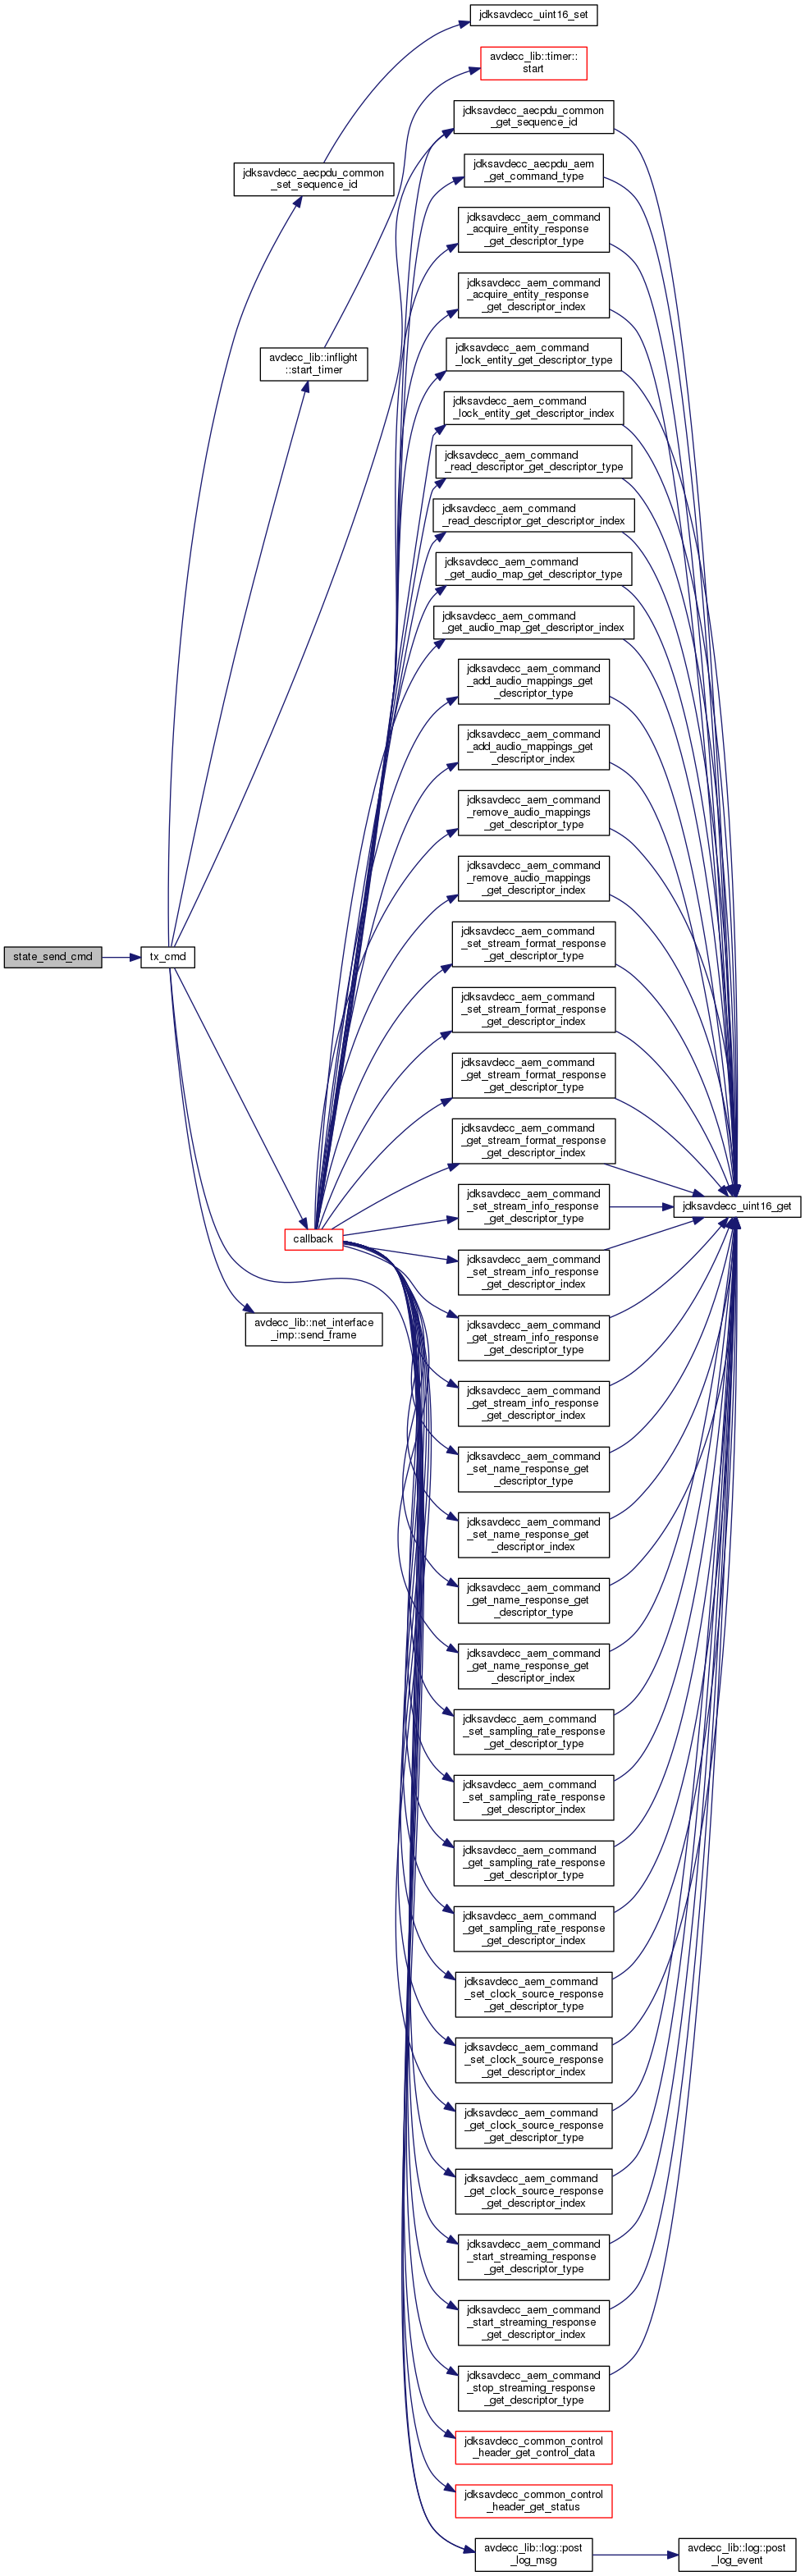 jdksavdecc_uint16_set
avdecc_lib::timer::
start
jdksavdecc_aecpdu_common
_get_sequence_id
jdksavdecc_aecpdu_common
_set_sequence_id
jdksavdecc_aecpdu_aem
_get_command_type
jdksavdecc_aem_command
_acquire_entity_response
_get_descriptor_type
jdksavdecc_aem_command
_acquire_entity_response
_get_descriptor_index
avdecc_lib::inflight
::start_timer
jdksavdecc_aem_command
_lock_entity_get_descriptor_type
jdksavdecc_aem_command
_lock_entity_get_descriptor_index
jdksavdecc_aem_command
_read_descriptor_get_descriptor_type
jdksavdecc_aem_command
_read_descriptor_get_descriptor_index
jdksavdecc_aem_command
_get_audio_map_get_descriptor_type
jdksavdecc_aem_command
_get_audio_map_get_descriptor_index
jdksavdecc_aem_command
_add_audio_mappings_get
_descriptor_type
jdksavdecc_aem_command
_add_audio_mappings_get
_descriptor_index
jdksavdecc_aem_command
_remove_audio_mappings
_get_descriptor_type
jdksavdecc_aem_command
_remove_audio_mappings
_get_descriptor_index
state_send_cmd
tx_cmd
jdksavdecc_aem_command
_set_stream_format_response
_get_descriptor_type
jdksavdecc_aem_command
_set_stream_format_response
_get_descriptor_index
jdksavdecc_aem_command
_get_stream_format_response
_get_descriptor_type
jdksavdecc_aem_command
_get_stream_format_response
_get_descriptor_index
jdksavdecc_aem_command
_set_stream_info_response
_get_descriptor_type
jdksavdecc_uint16_get
callback
jdksavdecc_aem_command
_set_stream_info_response
_get_descriptor_index
avdecc_lib::net_interface
_imp::send_frame
jdksavdecc_aem_command
_get_stream_info_response
_get_descriptor_type
jdksavdecc_aem_command
_get_stream_info_response
_get_descriptor_index
jdksavdecc_aem_command
_set_name_response_get
_descriptor_type
jdksavdecc_aem_command
_set_name_response_get
_descriptor_index
jdksavdecc_aem_command
_get_name_response_get
_descriptor_type
jdksavdecc_aem_command
_get_name_response_get
_descriptor_index
jdksavdecc_aem_command
_set_sampling_rate_response
_get_descriptor_type
jdksavdecc_aem_command
_set_sampling_rate_response
_get_descriptor_index
jdksavdecc_aem_command
_get_sampling_rate_response
_get_descriptor_type
jdksavdecc_aem_command
_get_sampling_rate_response
_get_descriptor_index
jdksavdecc_aem_command
_set_clock_source_response
_get_descriptor_type
jdksavdecc_aem_command
_set_clock_source_response
_get_descriptor_index
jdksavdecc_aem_command
_get_clock_source_response
_get_descriptor_type
jdksavdecc_aem_command
_get_clock_source_response
_get_descriptor_index
jdksavdecc_aem_command
_start_streaming_response
_get_descriptor_type
jdksavdecc_aem_command
_start_streaming_response
_get_descriptor_index
jdksavdecc_aem_command
_stop_streaming_response
_get_descriptor_type
jdksavdecc_common_control
_header_get_control_data
jdksavdecc_common_control
_header_get_status
avdecc_lib::log::post
_log_msg
avdecc_lib::log::post
_log_event